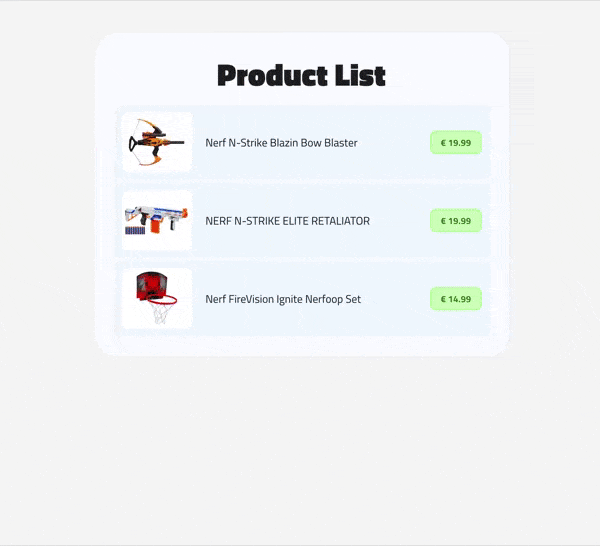 Product List
Nerf N-Strike Blazin Bow Blaster
€ 19.99
NERF N-STRIKE ELITE RETALIATOR
€ 19.99
Nerf FireVision Ignite Nerfoop Set
€ 14.99